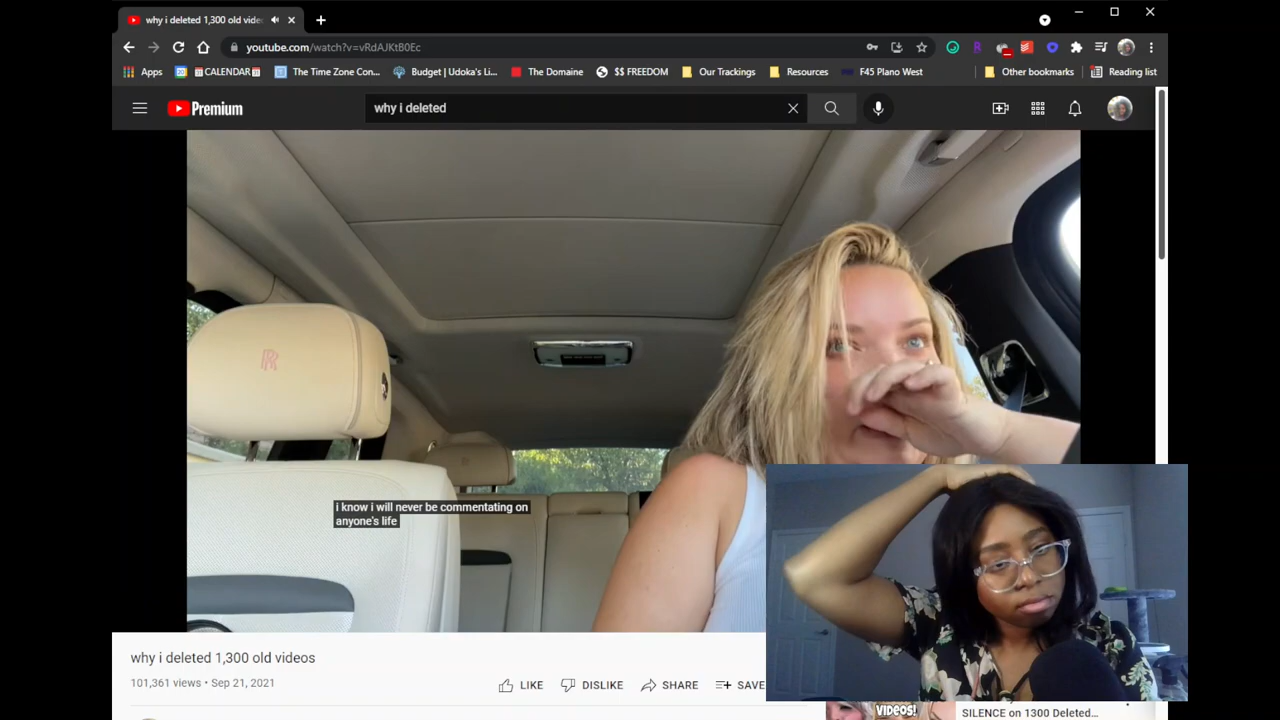 why i deleted 1,300 old vide
youtube.com/watch?v=vRdAJKtB0Ec
Apps
CALENDAR
The Time Zone Con...
Budget | Udoka's Li...
The Domaine
$$ FREEDOM
Our Trackings
Resources
F45 Plano West
Other bookmarks
Reading list
Premium
why i deleted
RR
i know i will never be commentating on
anyone's life
why i deleted 1,300 old videos
101,361 views • Sep 21, 2021
LIKE
DISLIKE
SHARE
SAVE
VIDEOS!
SILENCE on 1300 Deleted...